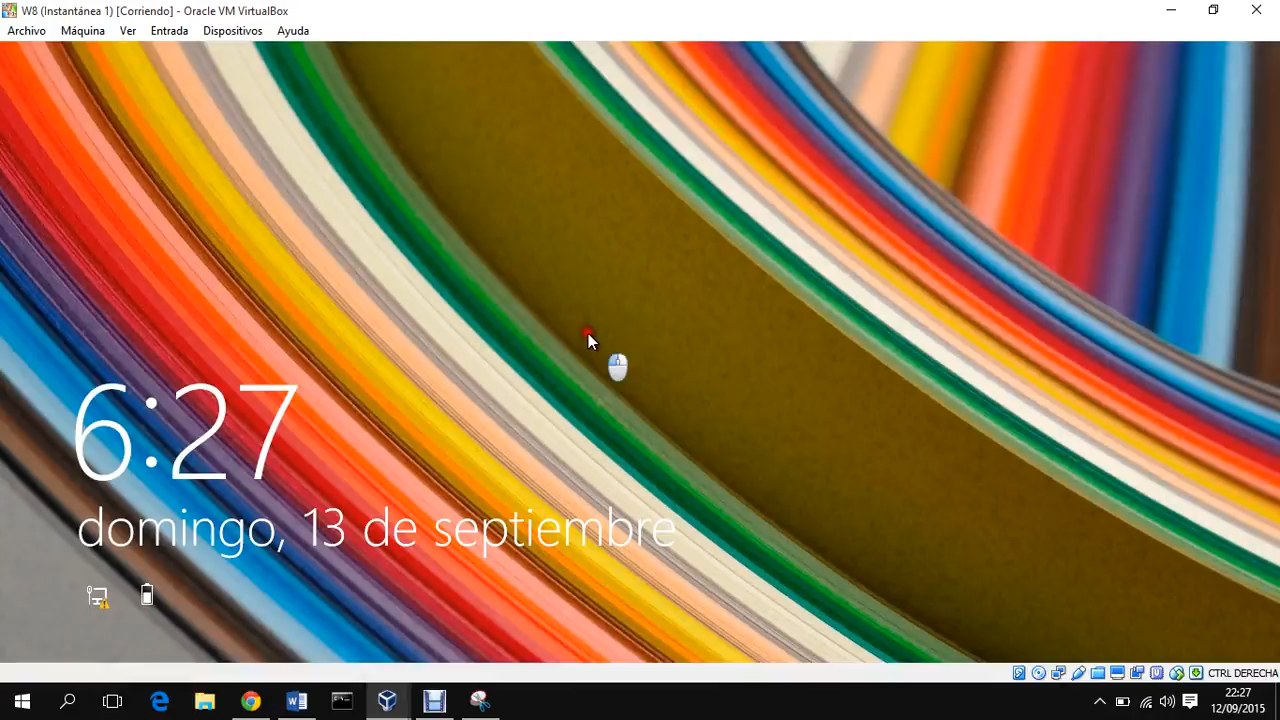 W8 (Instantánea 1) [Corriendo] - Oracle VM VirtualBox
Archivo Máquina Ver Entrada Dispositivos Ayuda
6:27
domingo, 13 de septiembre
CTRL DERECHA
22:27
12/09/2015